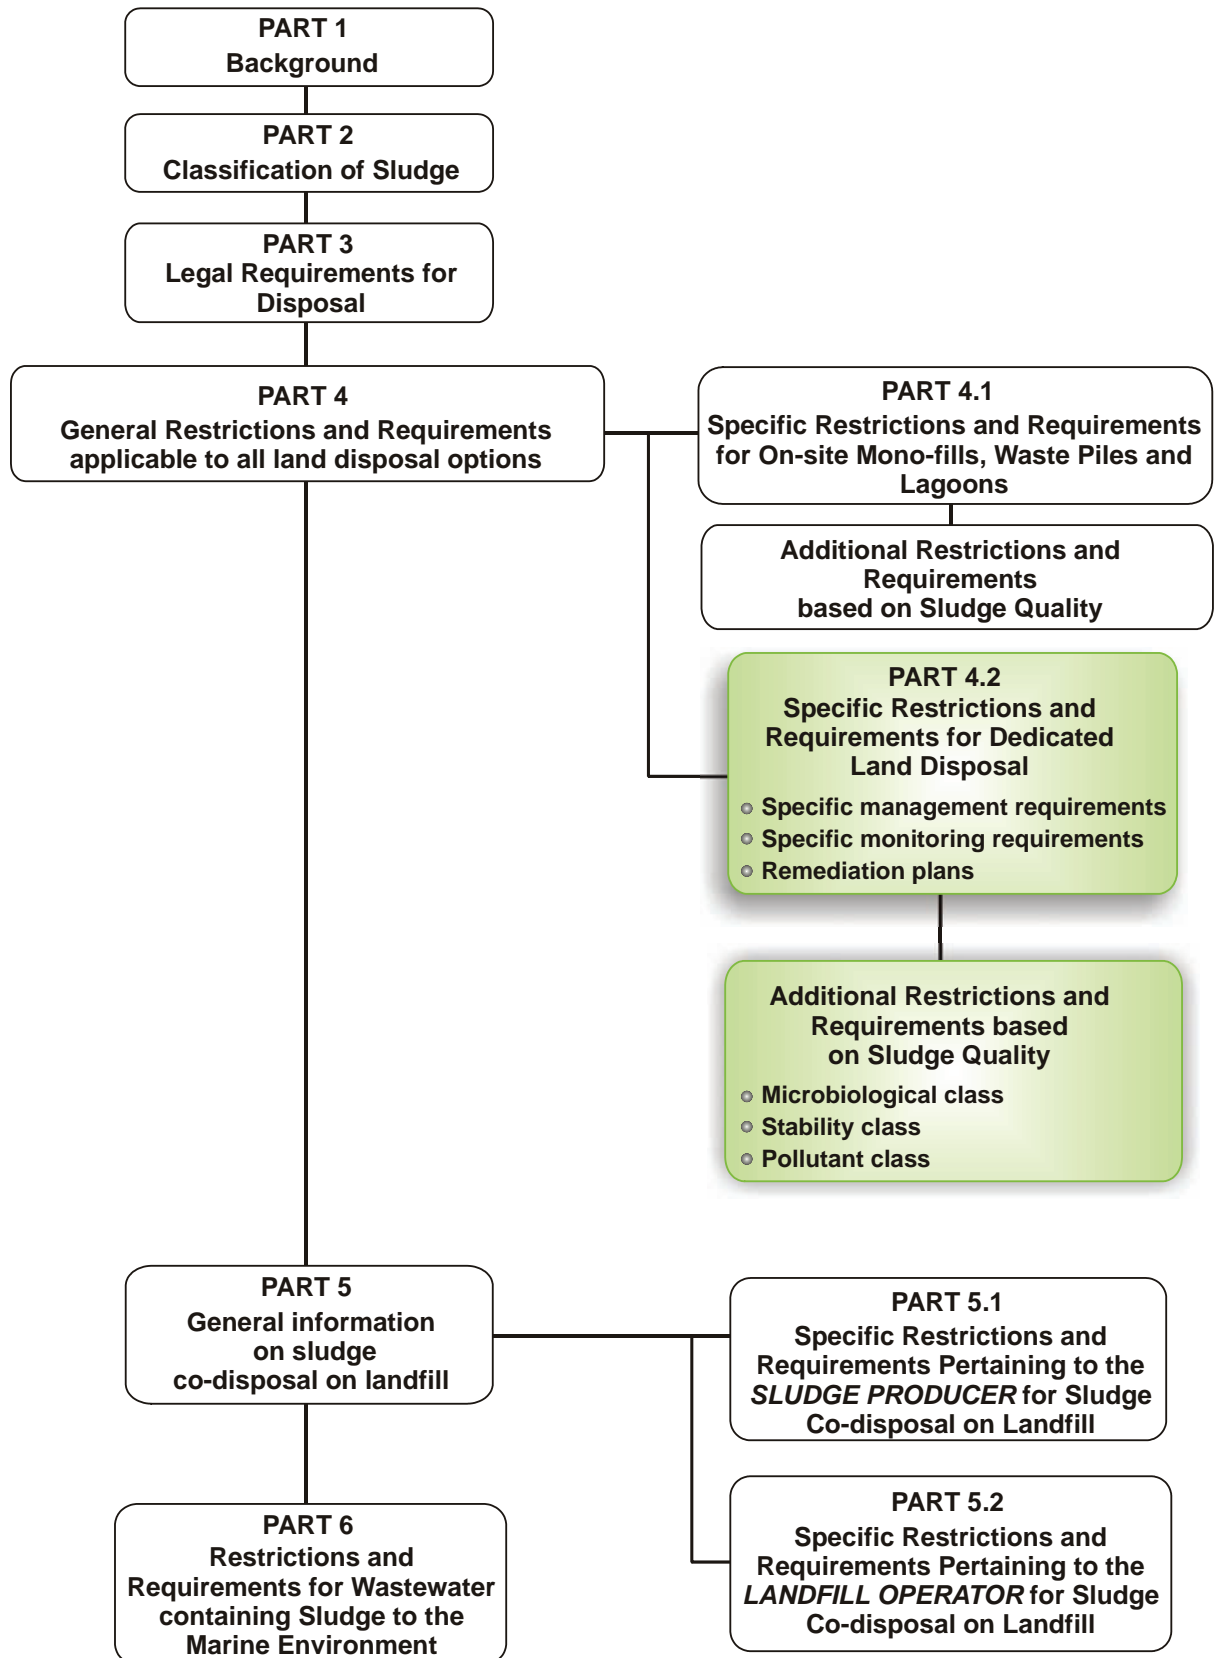 PART 1
Background
PART 2
Classification of Sludge
PART 3
Legal Requirements for
Disposal
PART 4
General Restrictions and Requirements
applicable to all land disposal options
PART 4.1
Specific Restrictions and Requirements
for On-site Mono-fills, Waste Piles and
Lagoons
Additional Restrictions and
Requirements
based on Sludge Quality
PART 4.2
Specific Restrictions and
Requirements for Dedicated
Land Disposal
Specific management requirements
Specific monitoring requirements
Remediation plans
Additional Restrictions and
Requirements based
on Sludge Quality
Microbiological class
Stability class
Pollutant class
PART 5
General information
on sludge
co-disposal on landfill
PART 5.1
Specific Restrictions and
Requirements Pertaining to the
SLUDGE PRODUCER for Sludge
Co-disposal on Landfill
PART 5.2
Specific Restrictions and
Requirements Pertaining to the
LANDFILL OPERATOR for Sludge
Co-disposal on Landfill
PART 6
Restrictions and
Requirements for Wastewater
containing Sludge to the
Marine Environment